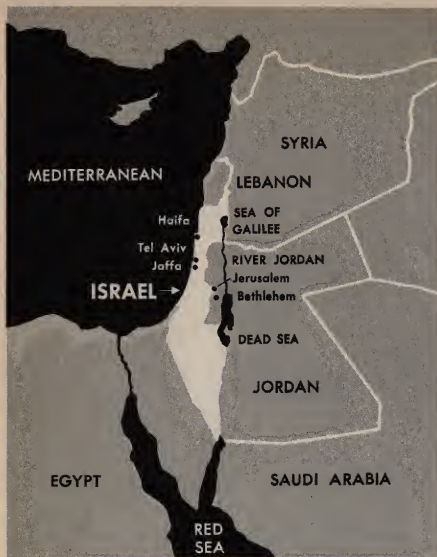 SYRIA
MEDITERRANEAN
LEBANON
Haifa
SEA OF
GALILEE
Tel Aviv
Jaffa
RIVER JORDAN
Jerusalem
ISRAEL
Bethlehem
DEAD SEA
JORDAN
EGYPT
SAUDI ARABIA
RED
SEA